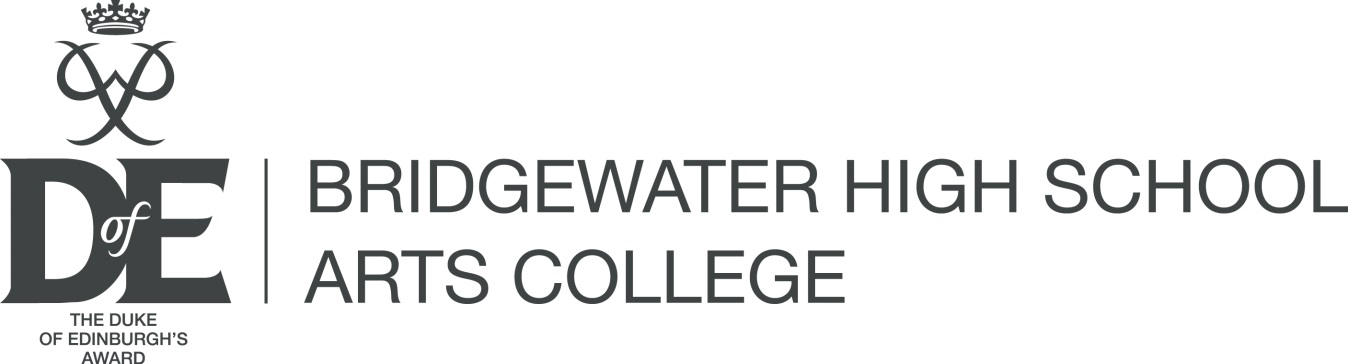 DofE
THE DUKE
OF EDINBURGH'S
AWARD
BRIDGEWATER HIGH SCHOOL
ARTS COLLEGE